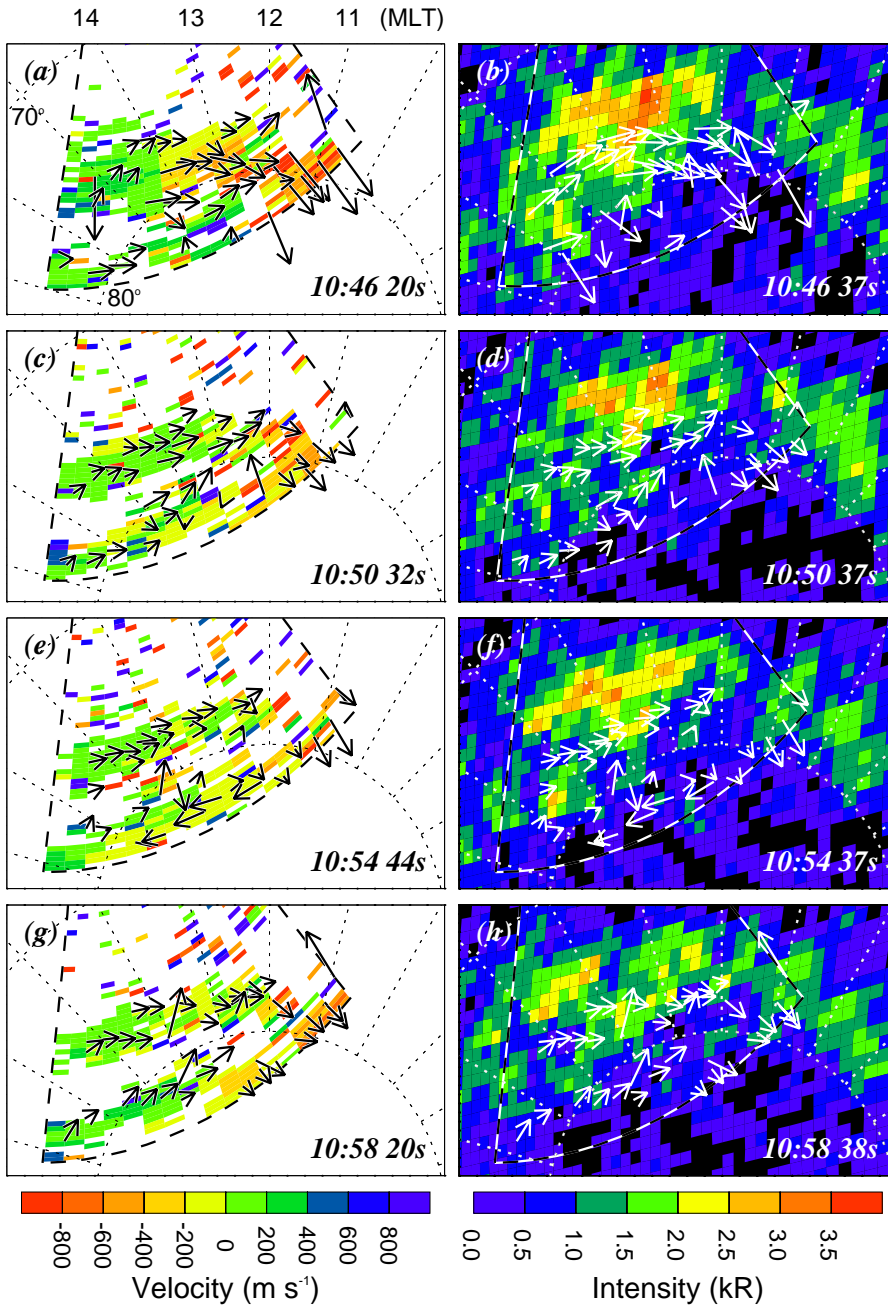 14 13 12 11 (MLT)
(a)
70°
80°
10:46 20s
(b)
10:46 37s
(c)
10:50 32s
(d)
10:50 37s
(e)
10:54 44s
(f)
10:54 37s
(g)
10:58 20s
(h)
10:58 38s
-800 -600 -400 -200 0 200 400 600 800
Velocity (m s⁻¹)
0.0 0.5 1.0 1.5 2.0 2.5 3.0 3.5
Intensity (kR)